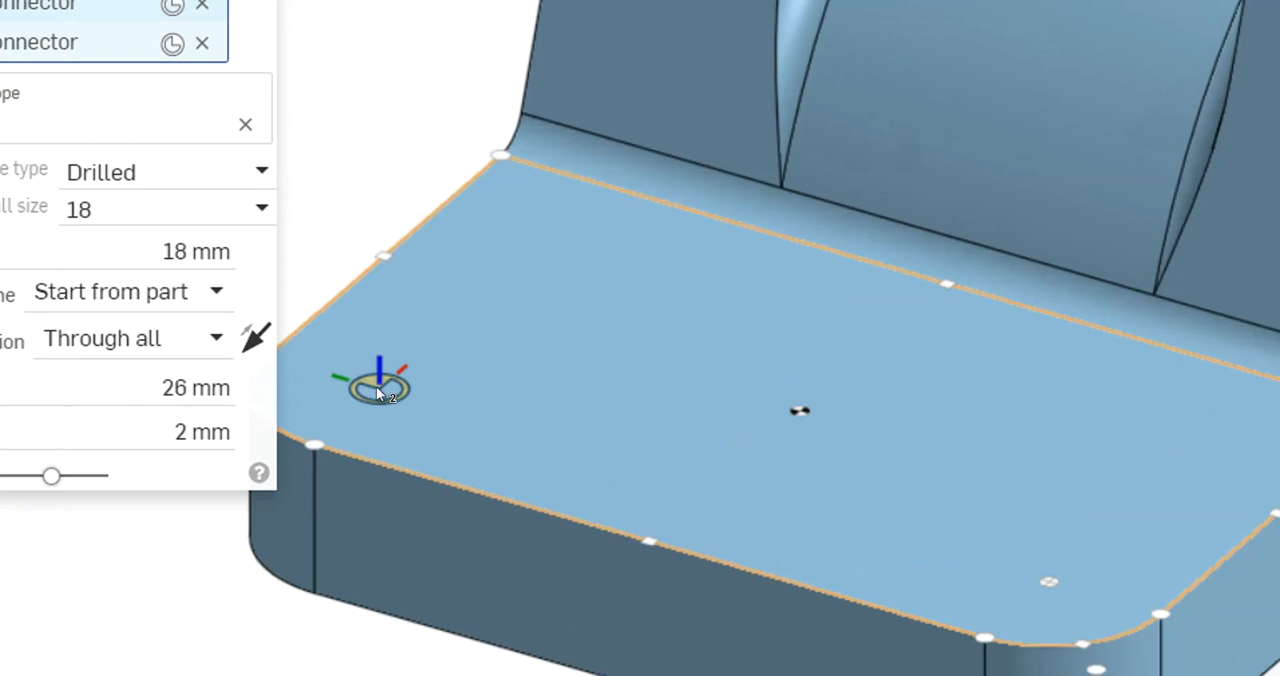 onnector
onnector
ope
e type Drilled
ll size 18
18 mm
ne Start from part
ion Through all
26 mm
2 mm
2
?